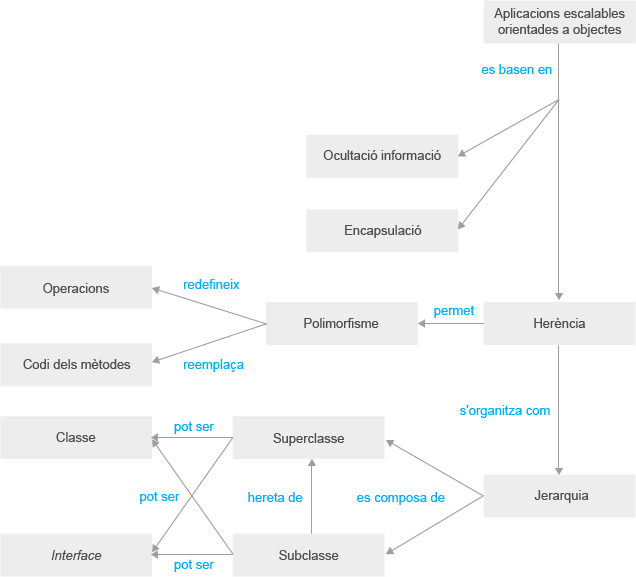 Aplicacions escalables
orientades a objectes
es basen en
Ocultació informació
Encapsulació
Operacions
redefineix
Polimorfisme
permet
Herència
Codi dels mètodes
reemplaça
s'organitza com
Classe
pot ser
Superclasse
pot ser
hereta de
es composa de
Jerarquia
Interface
pot ser
Subclasse